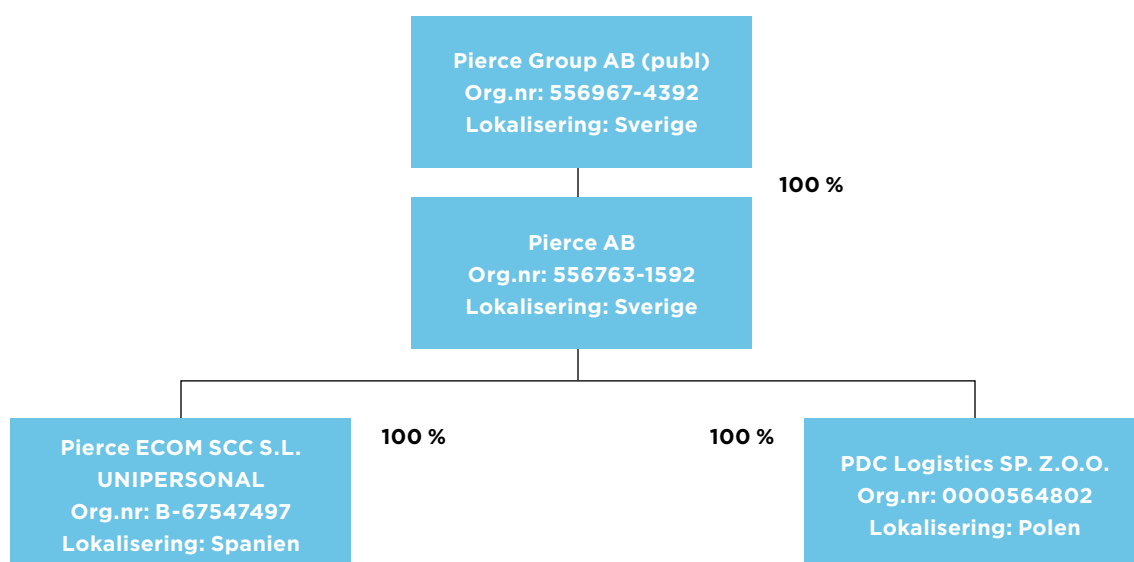 Pierce Group AB (publ)
Org.nr: 556967-4392
Lokalisering: Sverige
100 %
Pierce AB
Org.nr: 556763-1592
Lokalisering: Sverige
Pierce ECOM SCC S.L.
UNIPERSONAL
Org.nr: B-67547497
Lokalisering: Spanien
100 %
100 %
PDC Logistics SP. Z.O.O.
Org.nr: 0000564802
Lokalisering: Polen